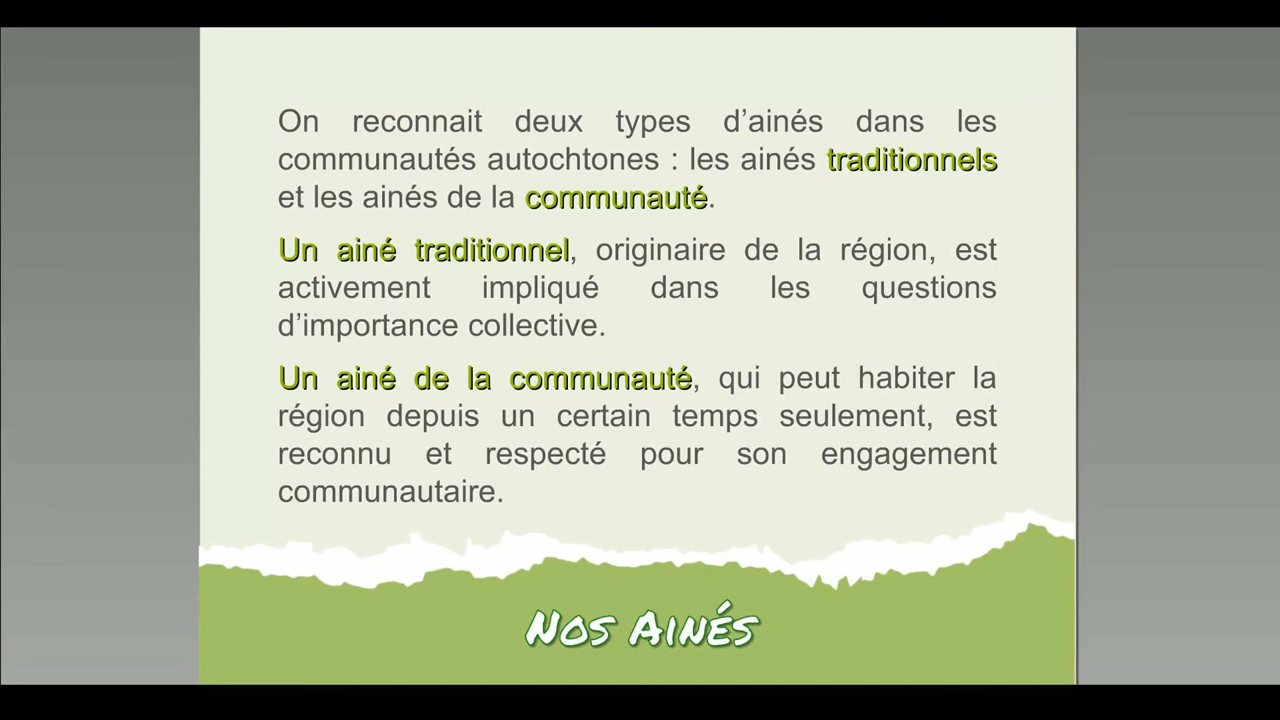 On reconnait deux types d’ainés dans les
communautés autochtones : les ainés traditionnels
et les ainés de la communauté.
Un ainé traditionnel, originaire de la région, est
activement impliqué dans les questions
d’importance collective.
Un ainé de la communauté, qui peut habiter la
région depuis un certain temps seulement, est
reconnu et respecté pour son engagement
communautaire.
Nos Ainés